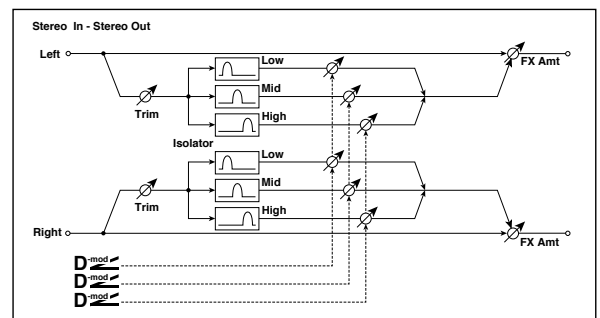 Stereo In - Stereo Out
Left
FX Amt
Low
Mid
High
Trim
Isolator
Low
Mid
High
Trim
Right
FX Amt
D-mod
D-mod
D-mod